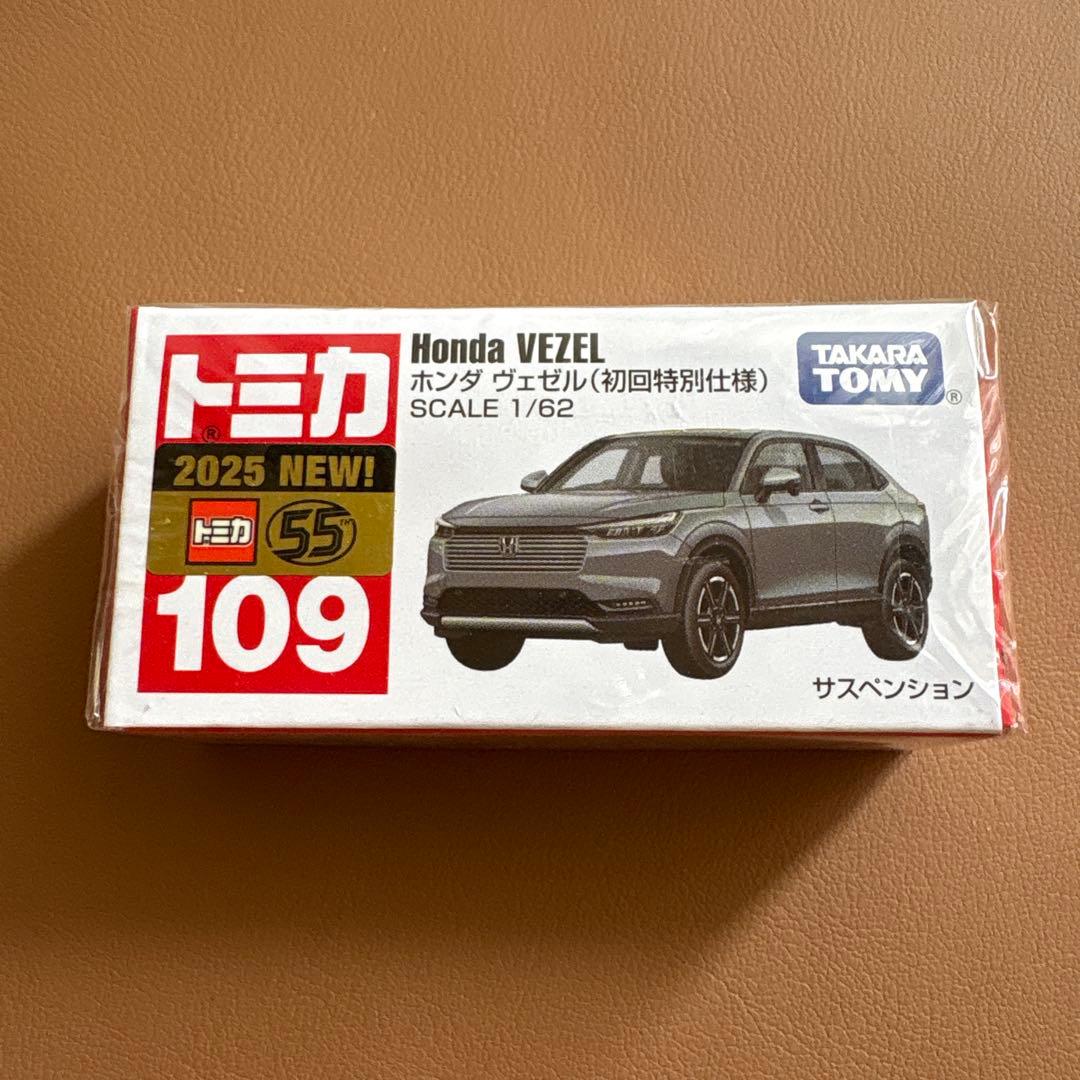 トミカ
®
2025 NEW!
トミカ 55TH
109
Honda VEZEL
ホンダ ヴェゼル(初回特別仕様)
SCALE 1/62
TAKARA
TOMY
®
サスペンション